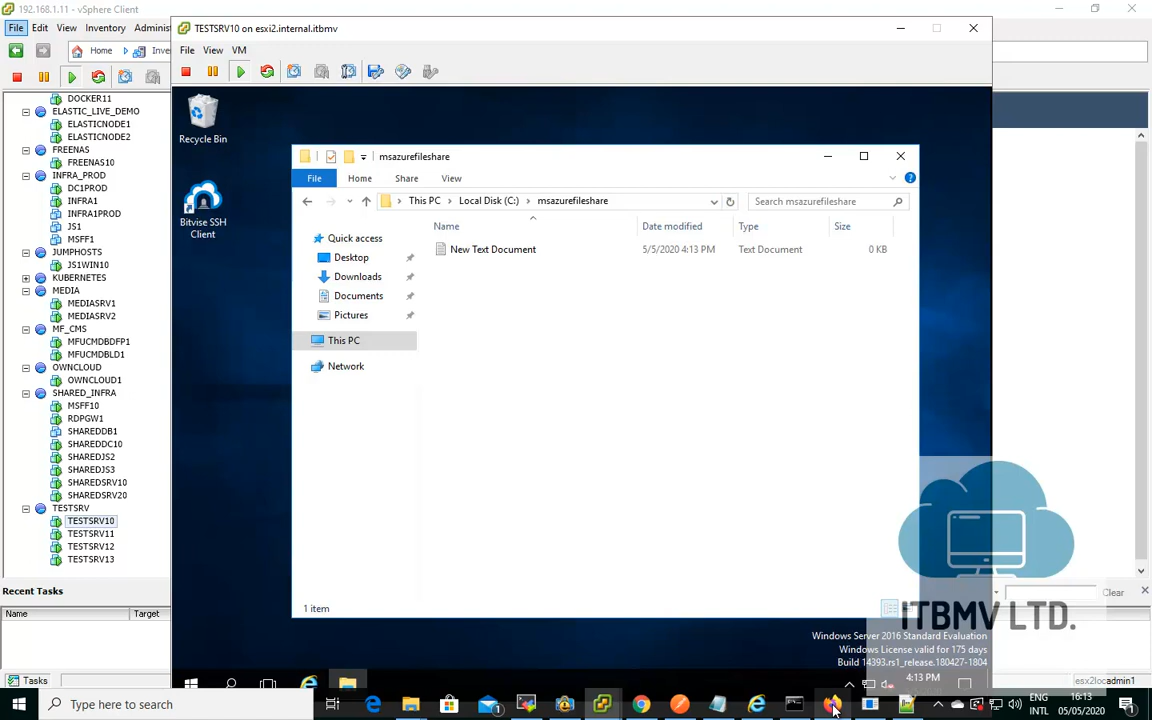 192.168.1.11 - vSphere Client
File Edit View Inventory Adminis
Home Inve
DOCKER11
ELASTIC_LIVE_DEMO
ELASTICNODE1
ELASTICNODE2
FREENAS
FREENAS10
INFRA_PROD
DC1PROD
INFRA1
INFRA1PROD
JS1
MSFF1
JUMPHOSTS
JS1WIN10
KUBERNETES
MEDIA
MEDIASRV1
MEDIASRV2
MF_CMS
MFUCMDBDFP1
MFUCMDBLD1
OWNCLOUD
OWNCLOUD1
SHARED_INFRA
MSFF10
RDPGW1
SHAREDDB1
SHAREDDC10
SHAREDJS2
SHAREDJS3
SHAREDSRV10
SHAREDSRV20
TESTSRV
TESTSRV10
TESTSRV11
TESTSRV12
TESTSRV13
Recent Tasks
Name Target
Clear
Tasks
esx2locadmin1
TESTSRV10 on esxi2.internal.itbmv
File View VM
Recycle Bin
Bitvise SSH
Client
msazurefileshare
File Home Share View
This PC Local Disk (C:) msazurefileshare
Search msazurefileshare
Name Date modified Type Size
New Text Document 5/5/2020 4:13 PM Text Document 0 KB
Quick access
Desktop
Downloads
Documents
Pictures
This PC
Network
1 item
ITBMV LTD.
Windows Server 2016 Standard Evaluation
Windows License valid for 175 days
Build 14393.rs1_release.180427-1804
4:13 PM
Type here to search
1
ENG
INTL
16:13
05/05/2020
1